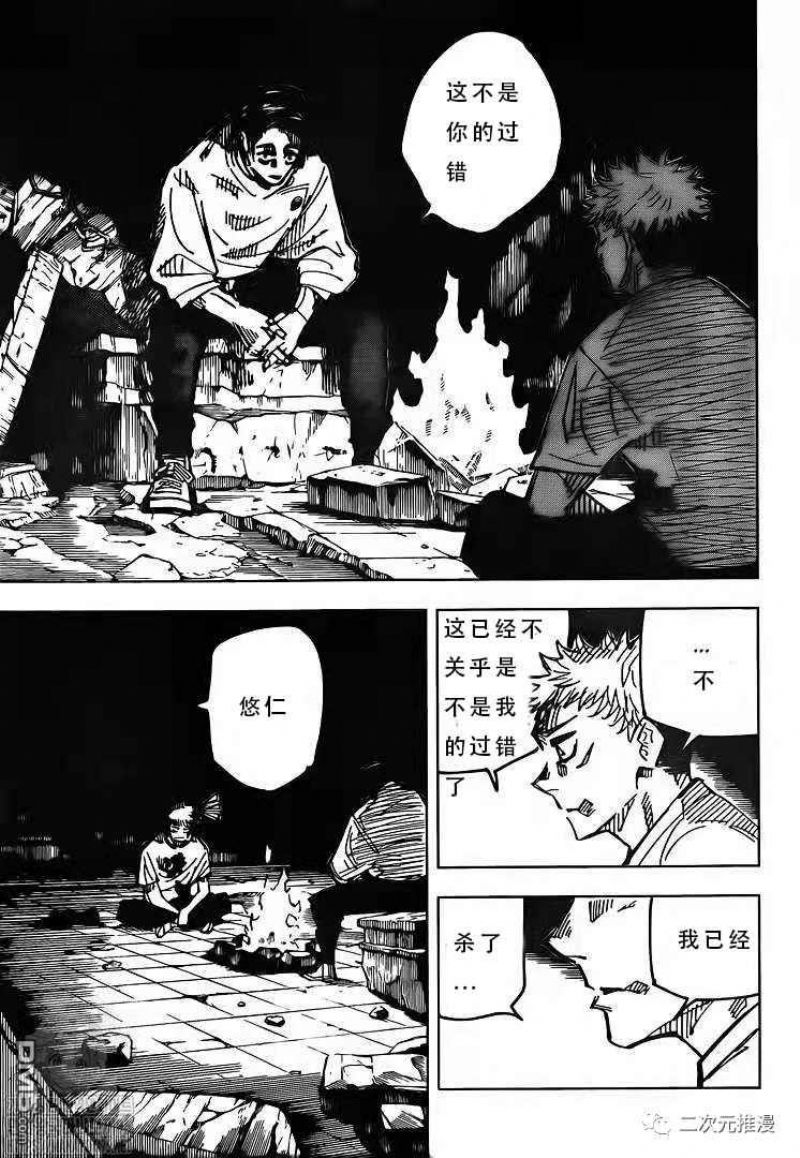 这不是
你的过
错
...
不
这已经不
关乎是
不是我
的过错
了
我已经
杀了
...
悠仁
DM5
二次元推漫